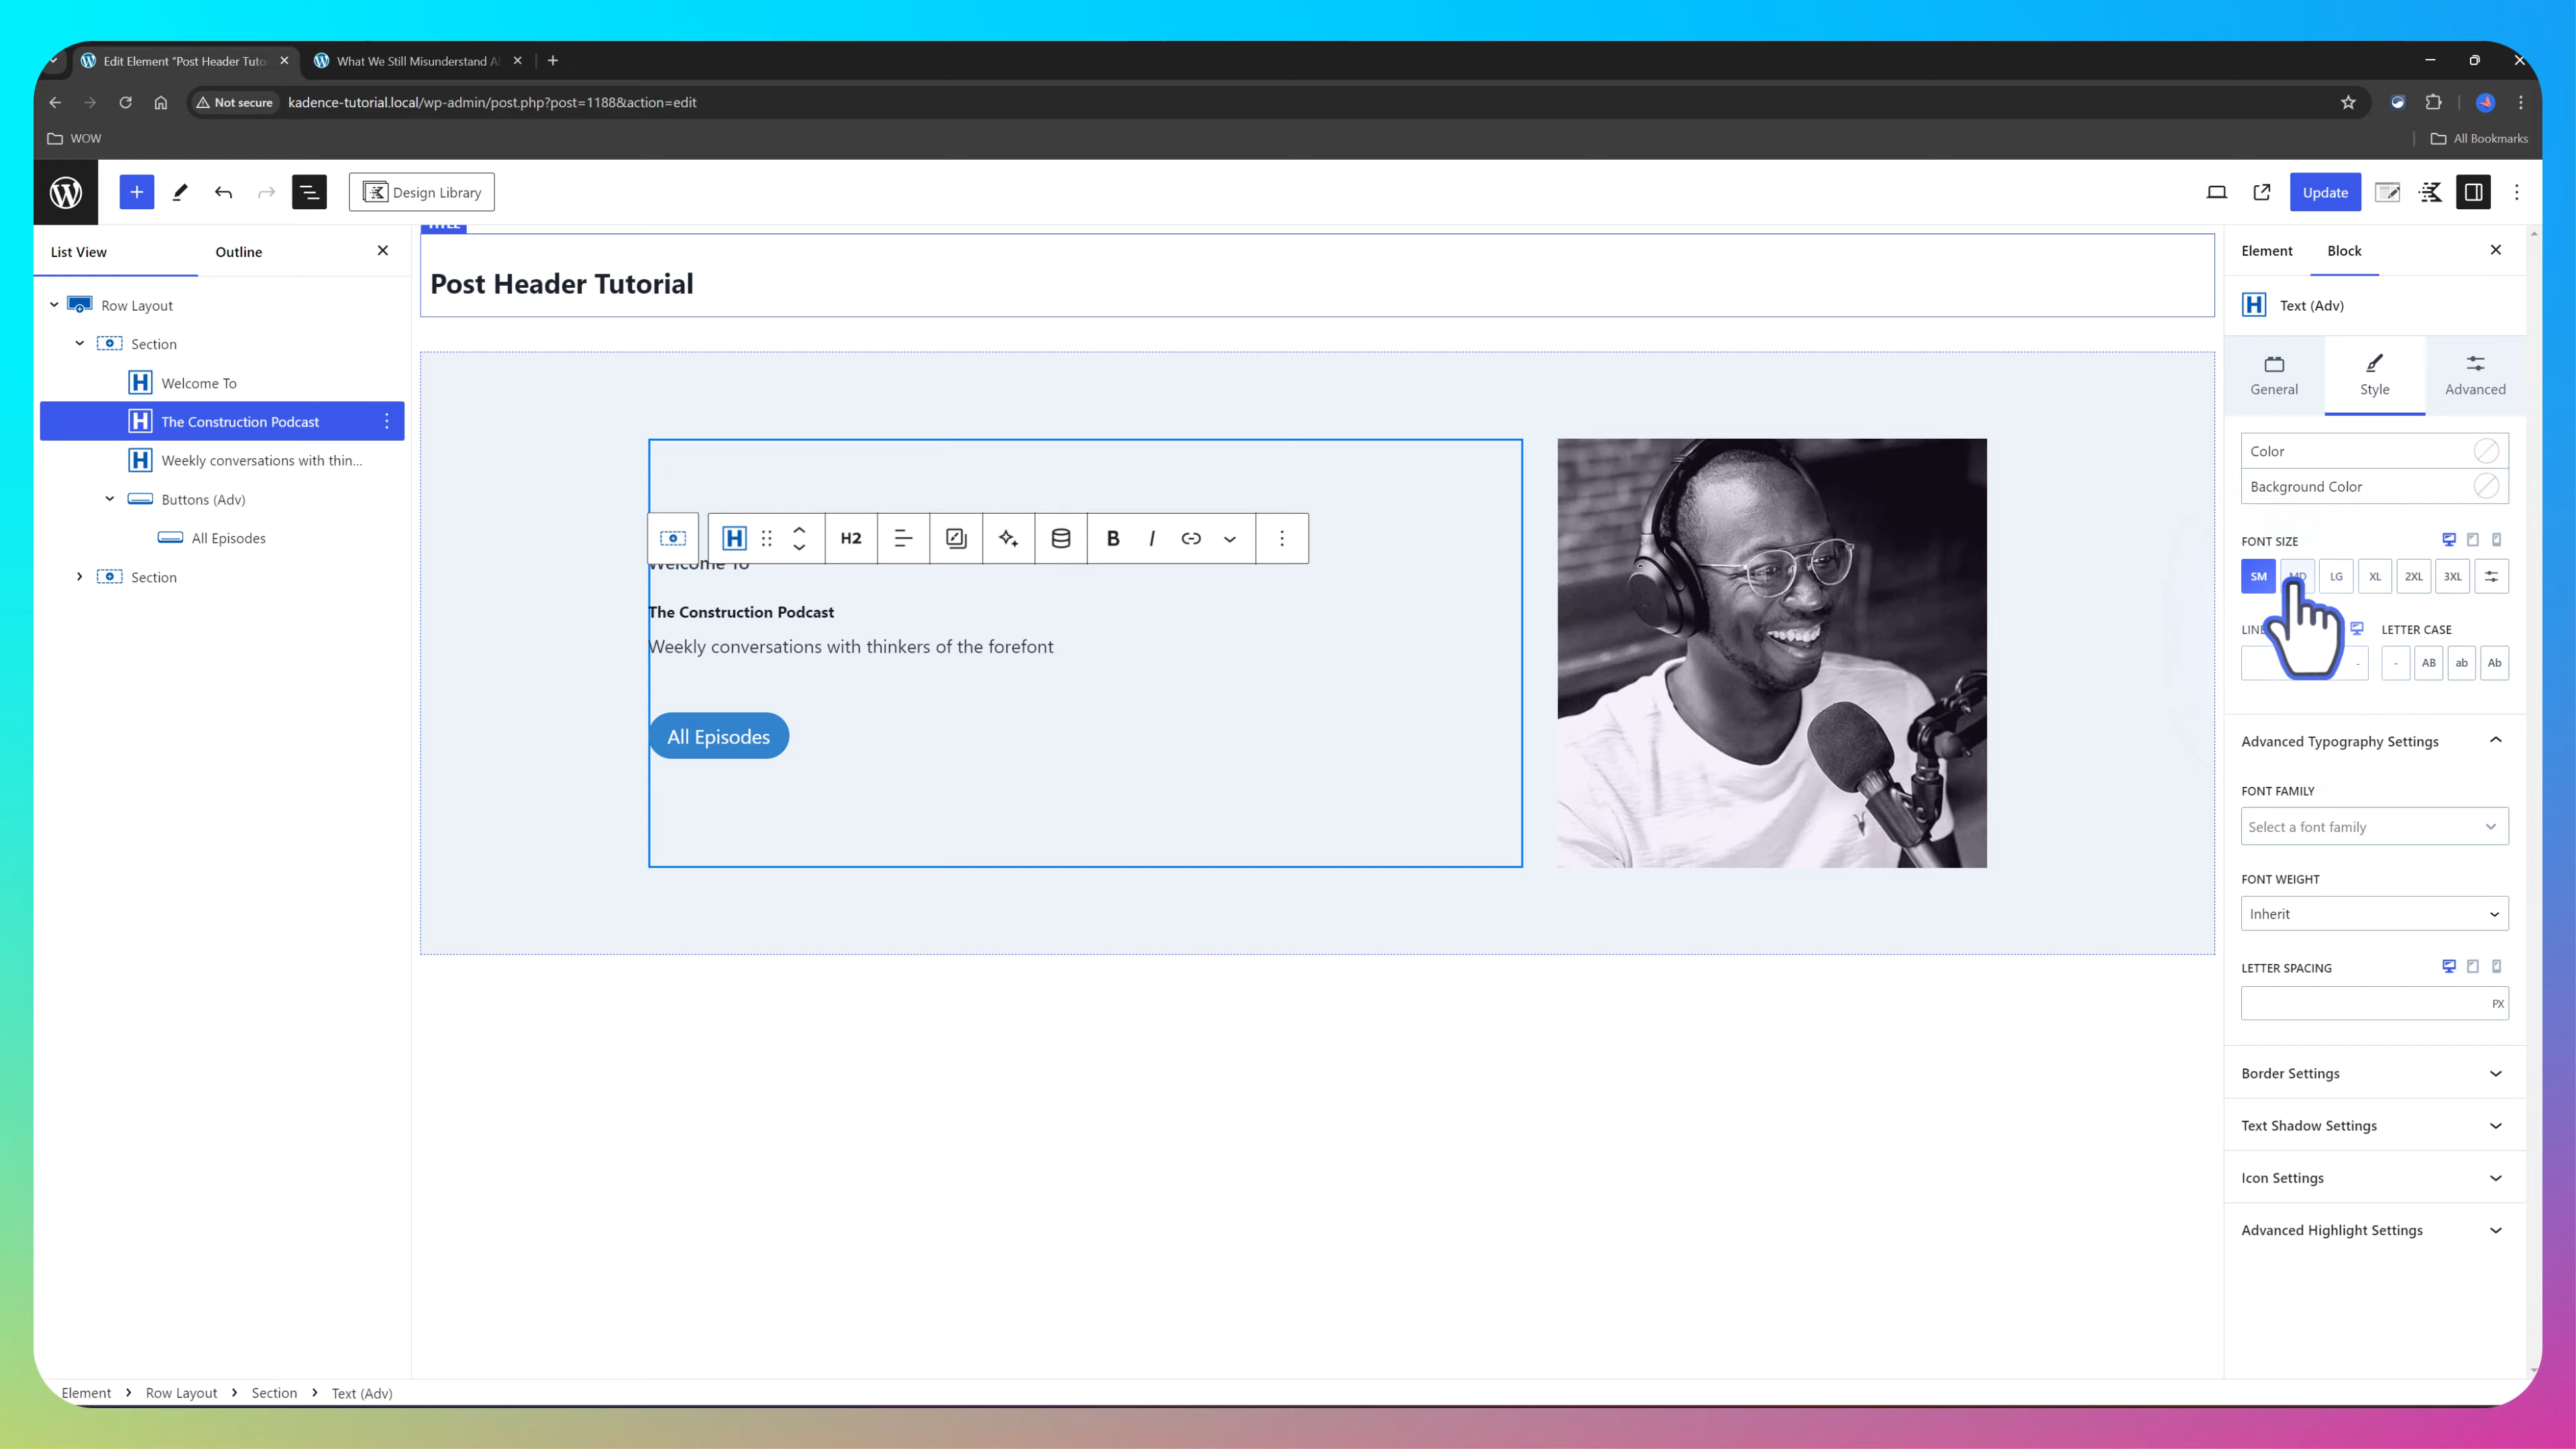 Edit Element "Post Header Tuto
What We Still Misunderstand A
Not secure
kadence-tutorial.local/wp-admin/post.php?post=1188&action=edit
WOW
All Bookmarks
Design Library
Update
List View
Outline
Row Layout
Section
Welcome To
The Construction Podcast
Weekly conversations with thin...
Buttons (Adv)
All Episodes
Section
TITLE
Post Header Tutorial
H2
B
I
Welcome To
The Construction Podcast
Weekly conversations with thinkers of the forefont
All Episodes
Element
Block
Text (Adv)
General
Style
Advanced
Color
Background Color
FONT SIZE
SM
MD
LG
XL
2XL
3XL
LINE
LETTER CASE
-
-
AB
ab
Ab
Advanced Typography Settings
FONT FAMILY
Select a font family
FONT WEIGHT
Inherit
LETTER SPACING
PX
Border Settings
Text Shadow Settings
Icon Settings
Advanced Highlight Settings
Element > Row Layout > Section > Text (Adv)